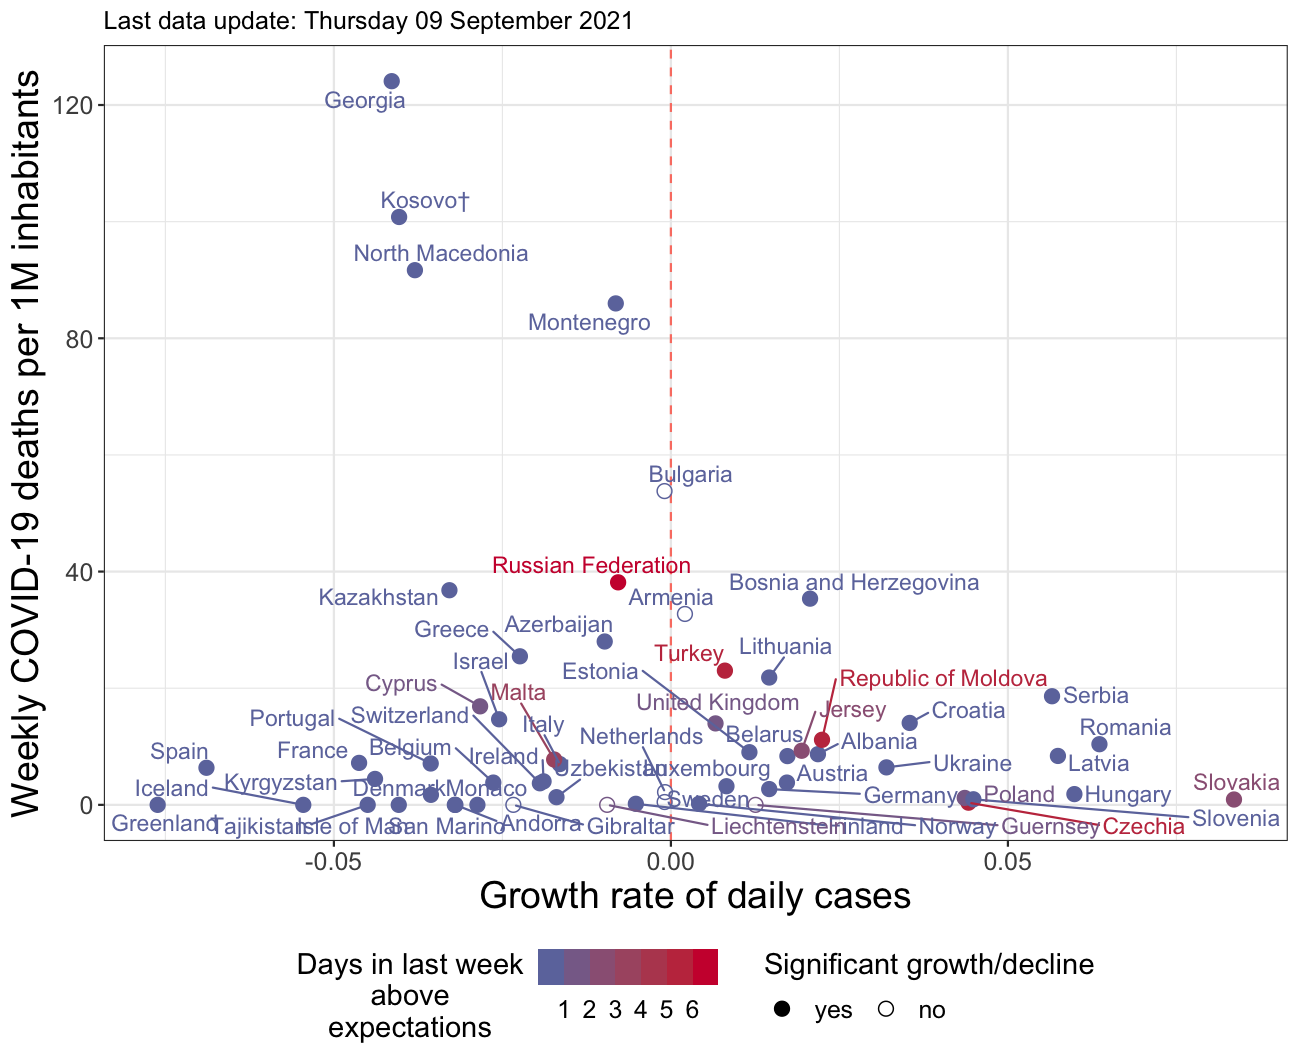 Last data update: Thursday 09 September 2021
Weekly COVID-19 deaths per 1M inhabitants
120
80
40
0
Georgia
Kosovo†
North Macedonia
Montenegro
Bulgaria
Russian Federation
Bosnia and Herzegovina
Kazakhstan
Armenia
Azerbaijan
Greece
Lithuania
Turkey
Israel
Estonia
Republic of Moldova
Cyprus
Malta
Serbia
United Kingdom
Jersey
Croatia
Portugal
Switzerland
Italy
Romania
Netherlands
Belarus
Albania
Spain
France
Belgium
Ireland
Ukraine
Latvia
Uzbekistan
Luxembourg
Austria
Kyrgyzstan
Slovakia
Iceland
Denmark
Monaco
Sweden
Germany
Poland
Hungary
Slovenia
Greenland
Tajikistan
Isle of Man
San Marino
Andorra
Gibraltar
Liechtenstein
Finland
Norway
Guernsey
Czechia
-0.05
0.00
0.05
Growth rate of daily cases
Days in last week
above
expectations
1 2 3 4 5 6
Significant growth/decline
yes
no